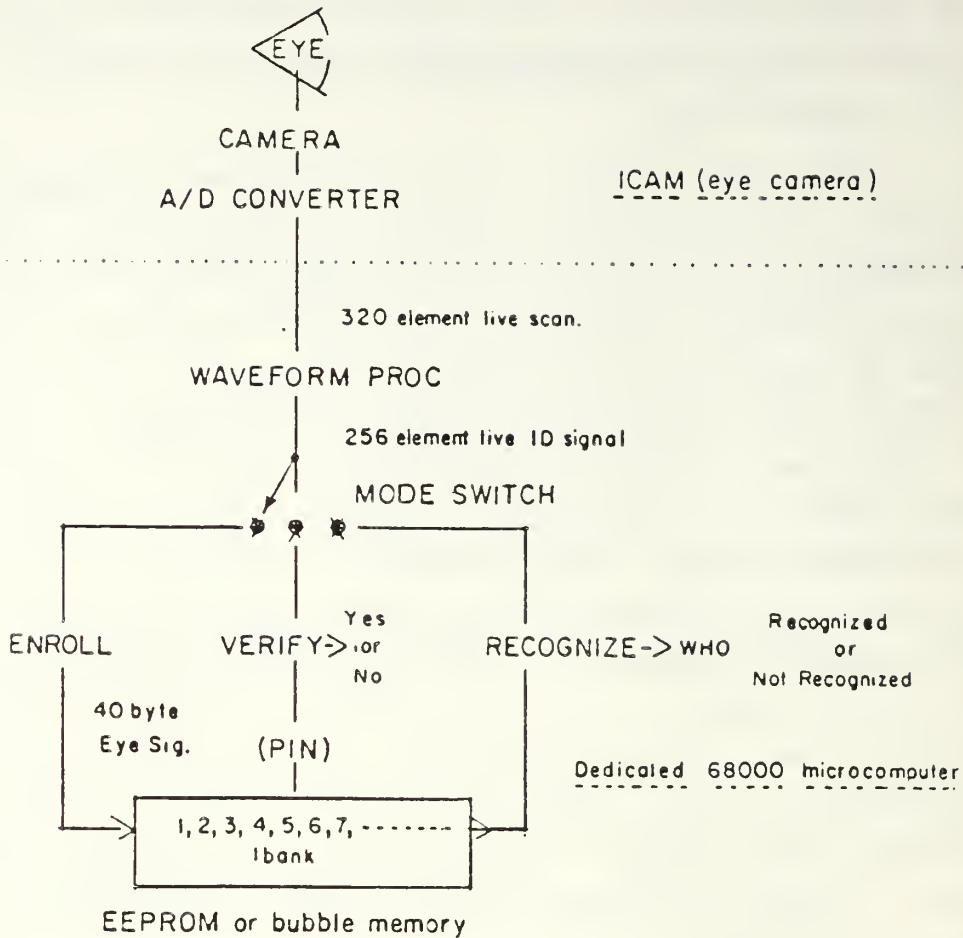 EYE
CAMERA
A/D CONVERTER
ICAM (eye camera)
320 element live scan.
WAVEFORM PROC
256 element live ID signal
MODE SWITCH
ENROLL
VERIFY->
Yes
or
No
RECOGNIZE-> WHO
Recognized
or
Not Recognized
40 byte
Eye Sig.
(PIN)
Dedicated 68000 microcomputer
1, 2, 3, 4, 5, 6, 7, -------
Ibank
EEPROM or bubble memory